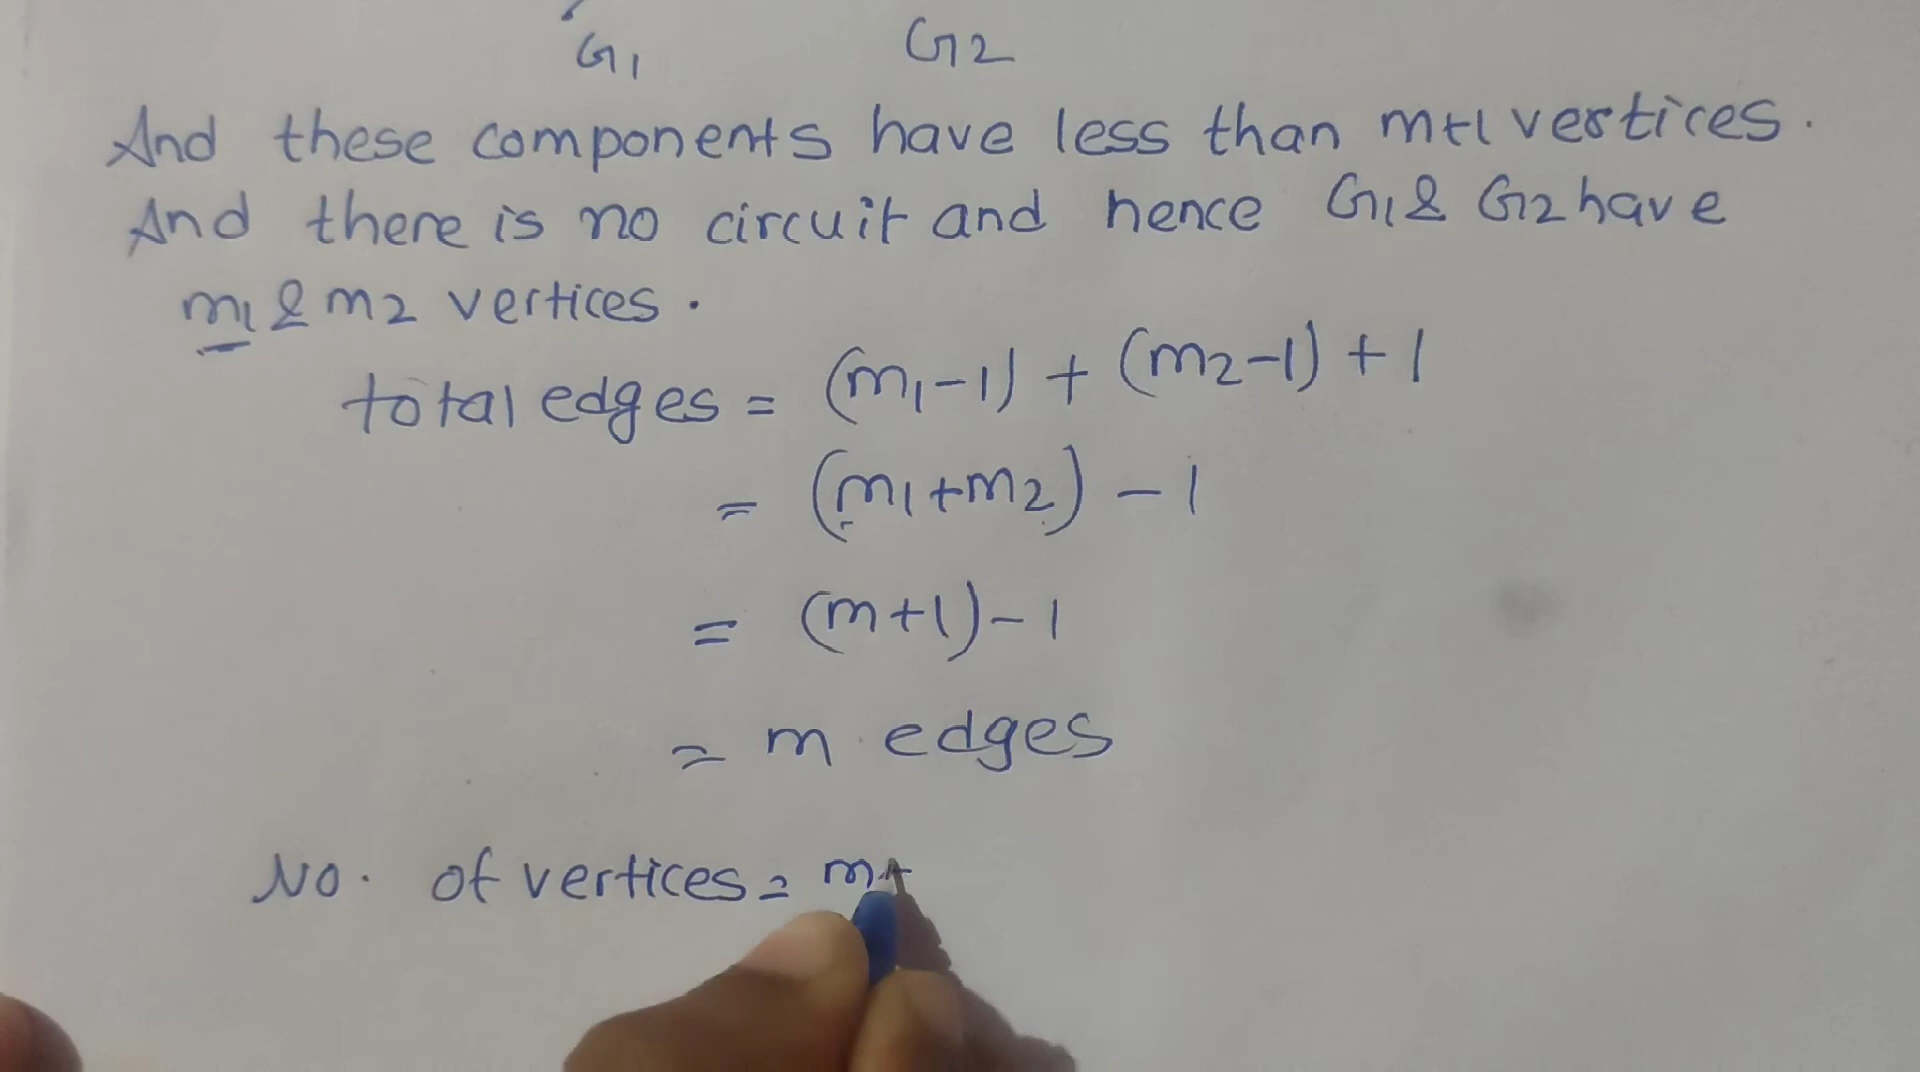 G1 G2
And these components have less than m+1 vertices.
And there is no circuit and hence G1 & G2 have
m1 & m2 vertices.
total edges = (m1-1) + (m2-1) + 1
= (m1+m2) - 1
= (m+1) - 1
= m edges
No. of vertices = m+